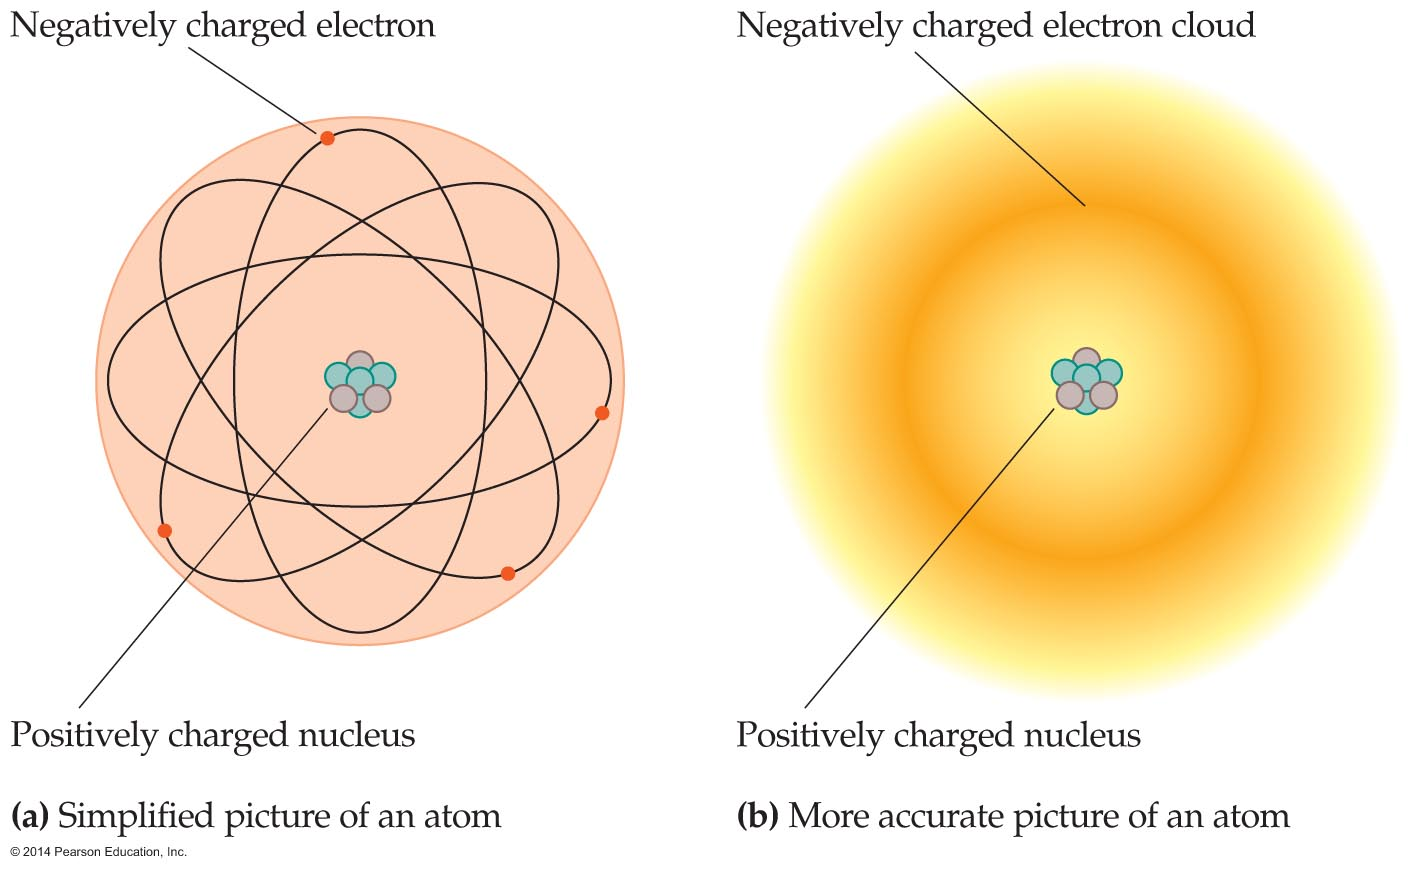 Negatively charged electron
Negatively charged electron cloud
Positively charged nucleus
Positively charged nucleus
(a) Simplified picture of an atom
(b) More accurate picture of an atom
© 2014 Pearson Education, Inc.